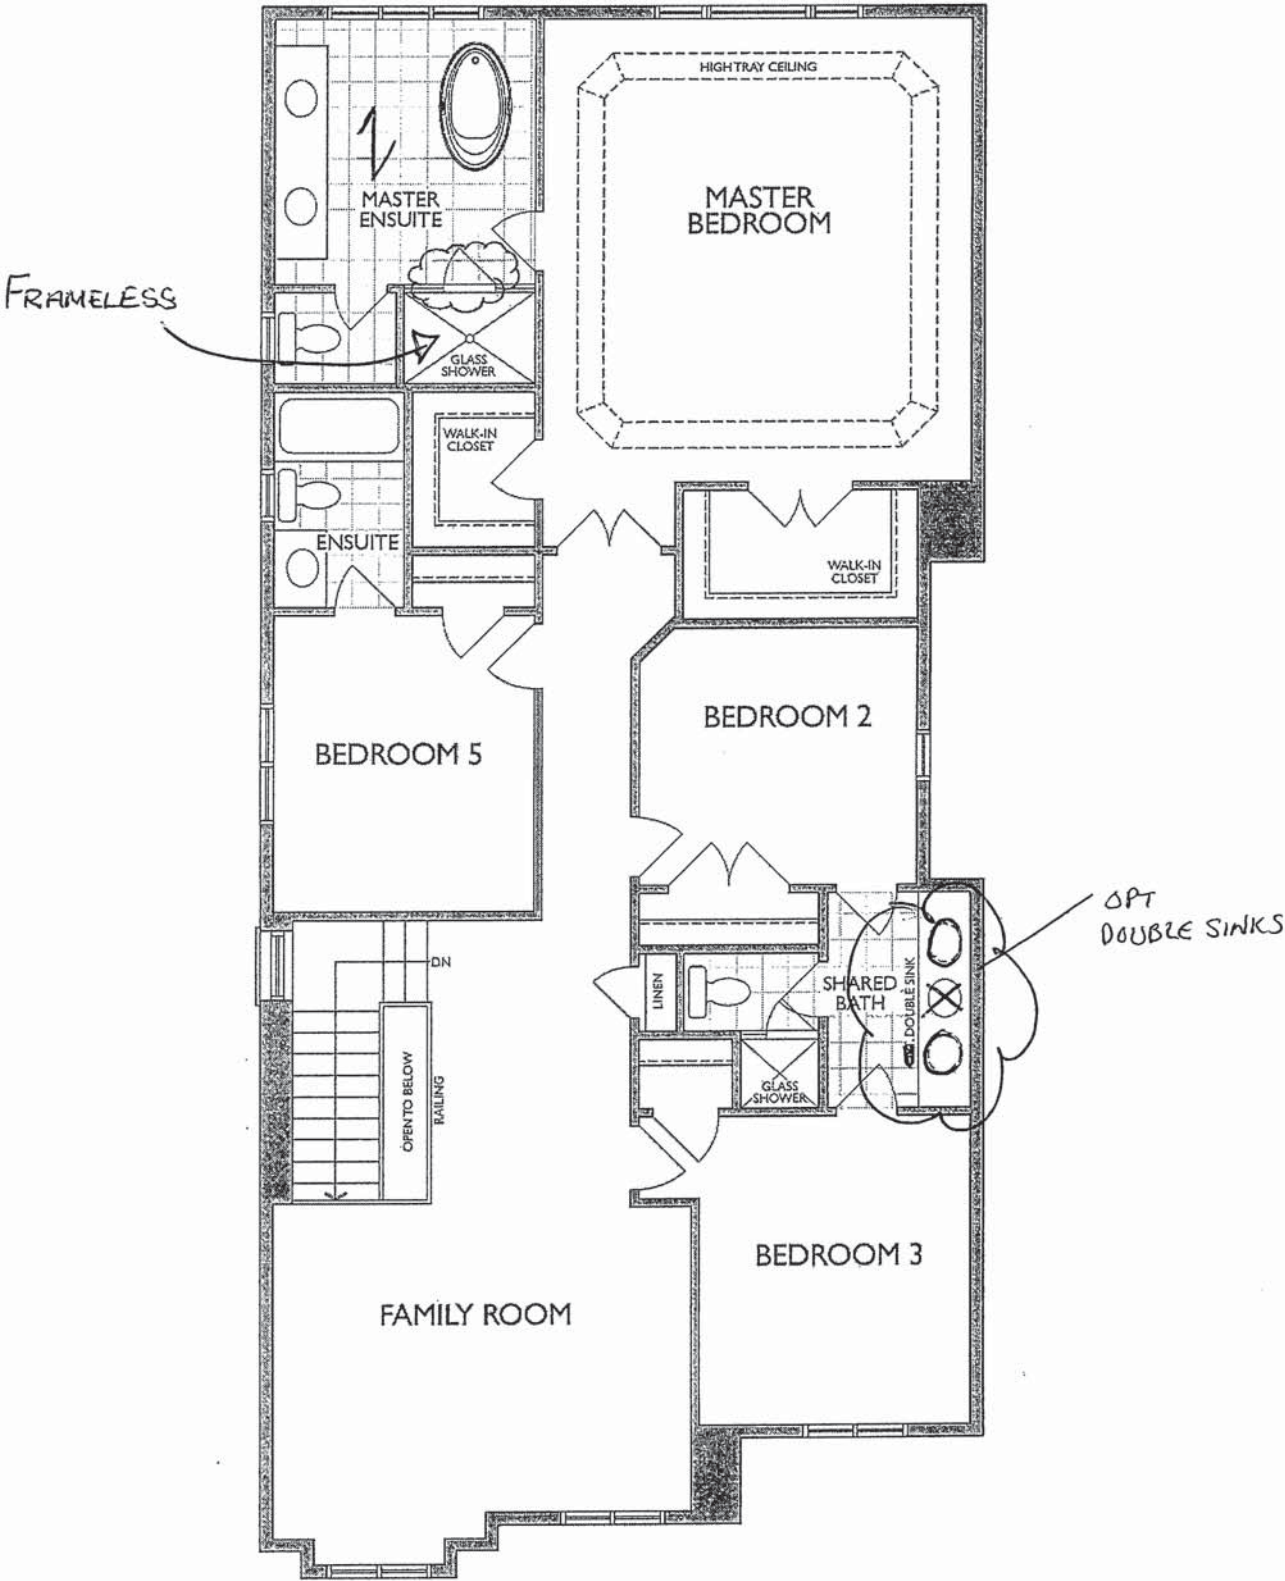 HIGH TRAY CEILING
MASTER
BEDROOM
MASTER
ENSUITE
FRAMELESS
GLASS
SHOWER
WALK-IN
CLOSET
ENSUITE
WALK-IN
CLOSET
BEDROOM 2
BEDROOM 5
OPT
DOUBLE SINKS
DN
LINEN
SHARED
BATH
DOUBLE SINK
OPEN TO BELOW
RAILING
GLASS
SHOWER
BEDROOM 3
FAMILY ROOM